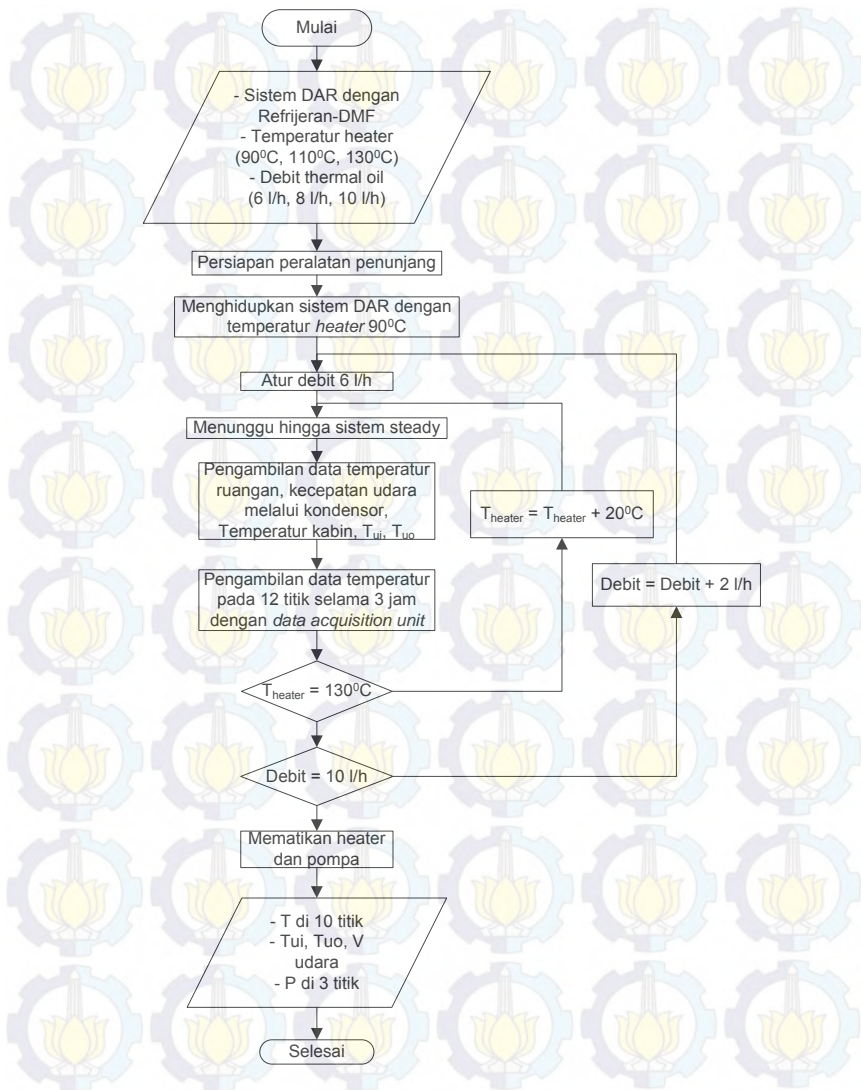 Mulai
- Sistem DAR dengan
Refrijeran-DMF
- Temperatur heater
(90⁰C, 110⁰C, 130⁰C)
- Debit thermal oil
(6 l/h, 8 l/h, 10 l/h)
Persiapan peralatan penunjang
Menghidupkan sistem DAR dengan
temperatur heater 90⁰C
Atur debit 6 l/h
Menunggu hingga sistem steady
Pengambilan data temperatur
ruangan, kecepatan udara
melalui kondensor,
Temperatur kabin, Tui, Tuo
Theater = Theater + 20⁰C
Pengambilan data temperatur
pada 12 titik selama 3 jam
dengan data acquisition unit
Debit = Debit + 2 l/h
Theater = 130⁰C
Debit = 10 l/h
Mematikan heater
dan pompa
- T di 10 titik
- Tui, Tuo, V
udara
- P di 3 titik
Selesai